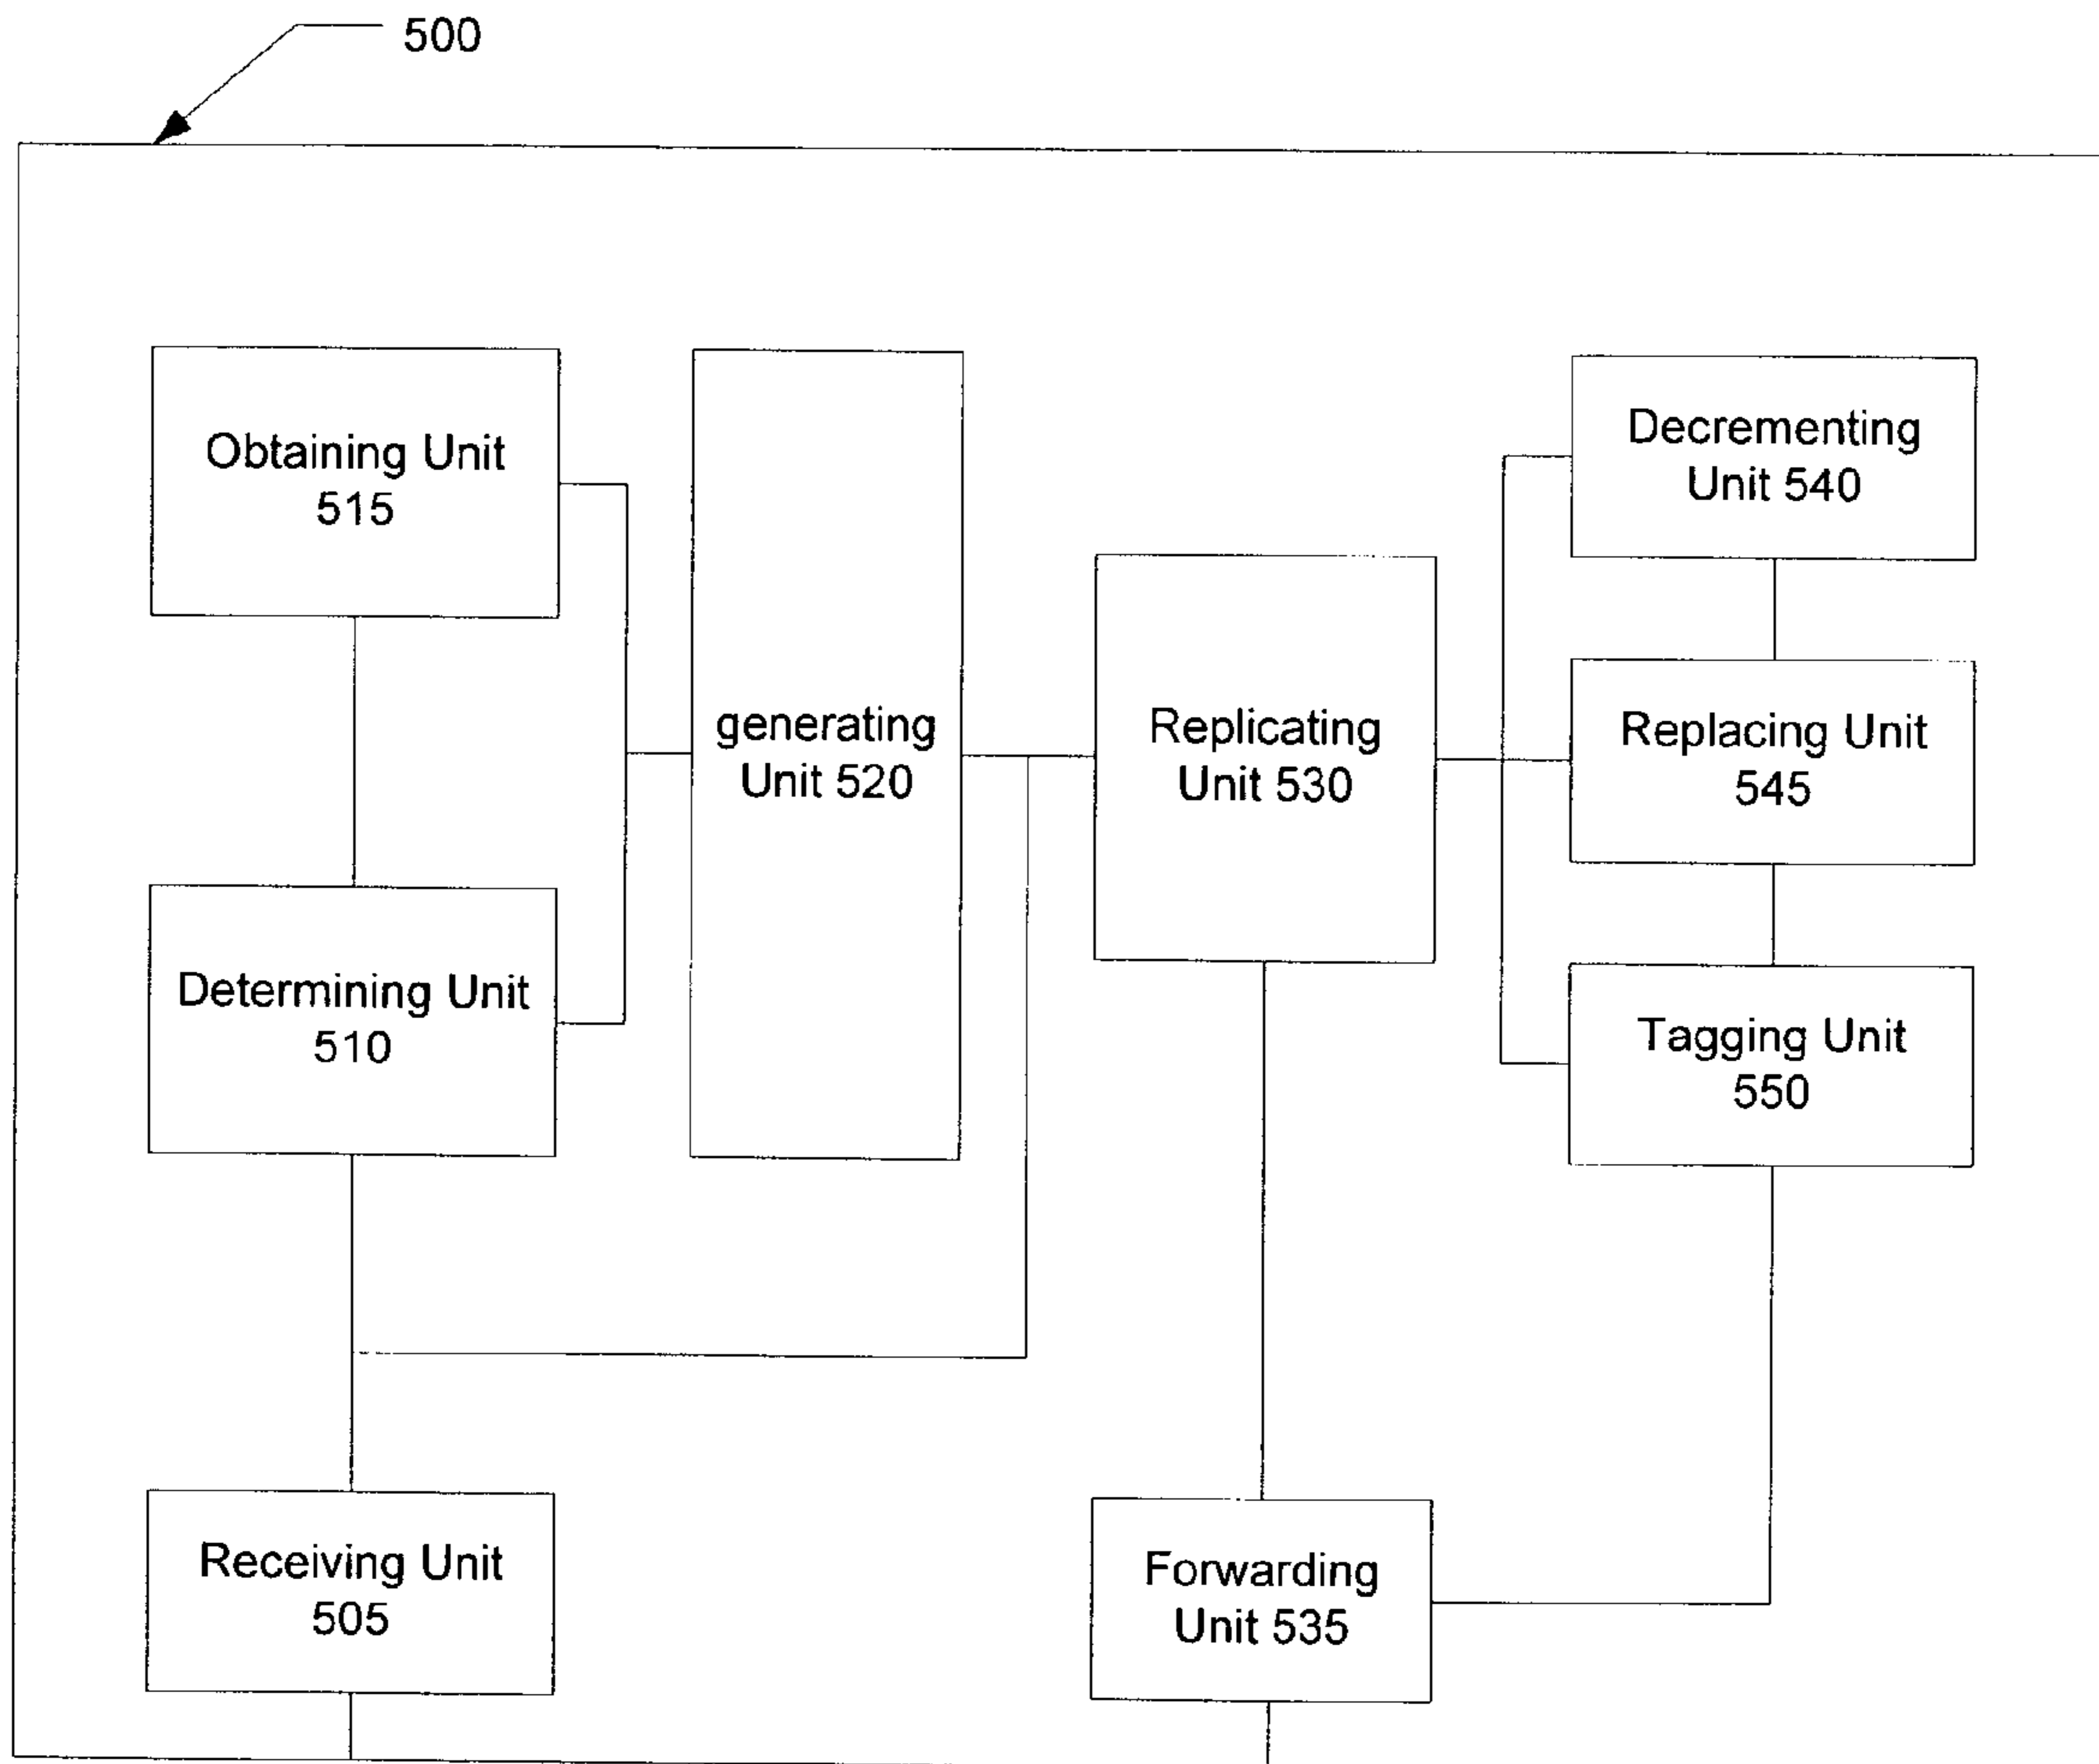 500
Obtaining Unit
515
Decrementing
Unit 540
generating
Unit 520
Replicating
Unit 530
Replacing Unit
545
Determining Unit
510
Tagging Unit
550
Receiving Unit
505
Forwarding
Unit 535